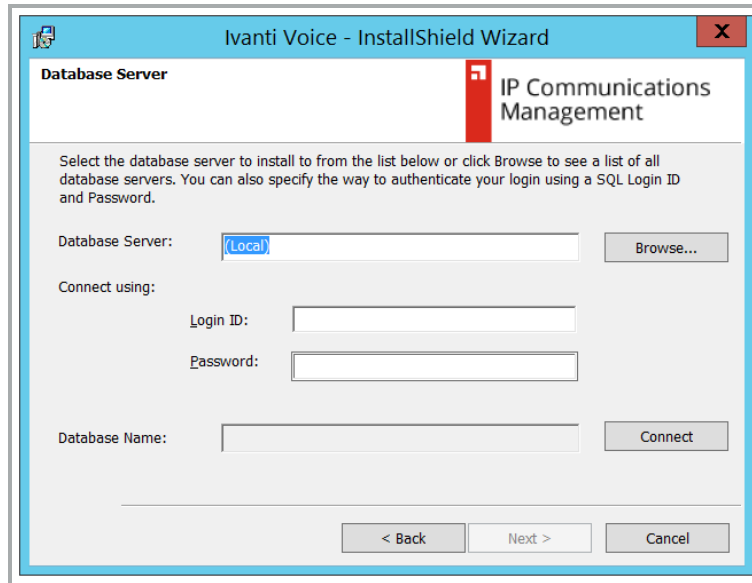 Ivanti Voice - InstallShield Wizard
X
Database Server
IP Communications
Management
Select the database server to install to from the list below or click Browse to see a list of all
database servers. You can also specify the way to authenticate your login using a SQL Login ID
and Password.
Database Server: (Local) Browse...
Connect using:
Login ID:
Password:
Database Name: Connect
< Back Next > Cancel